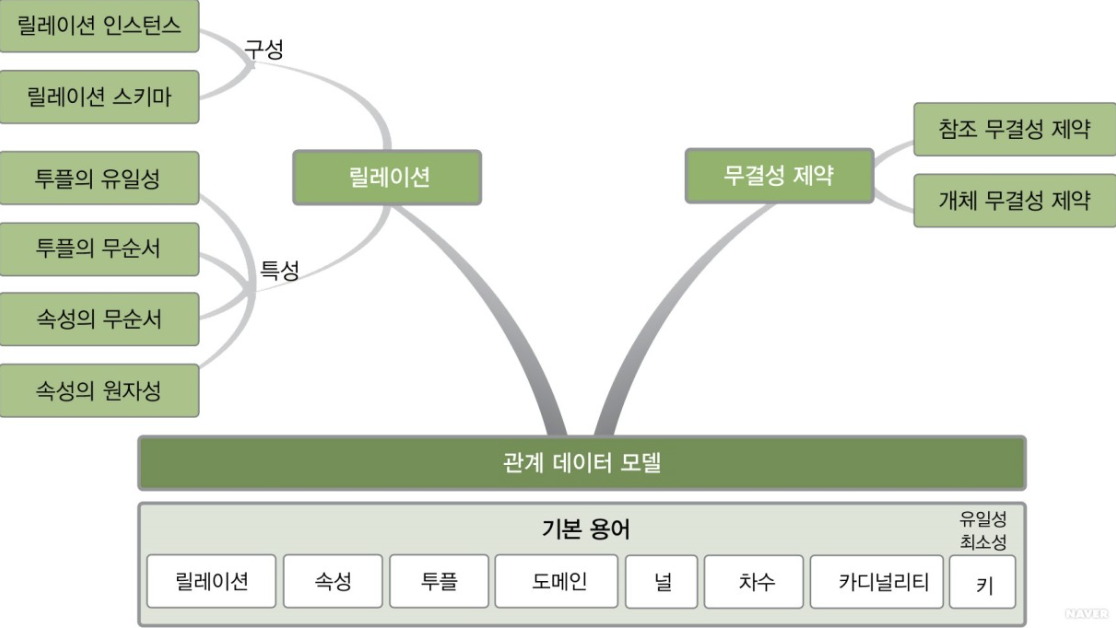 릴레이션 인스턴스
구성
릴레이션 스키마
투플의 유일성
투플의 무순서
특성
속성의 무순서
속성의 원자성
릴레이션
무결성 제약
참조 무결성 제약
개체 무결성 제약
관계 데이터 모델
기본 용어
유일성
최소성
릴레이션
속성
투플
도메인
널
차수
카디널리티
키
NAVER